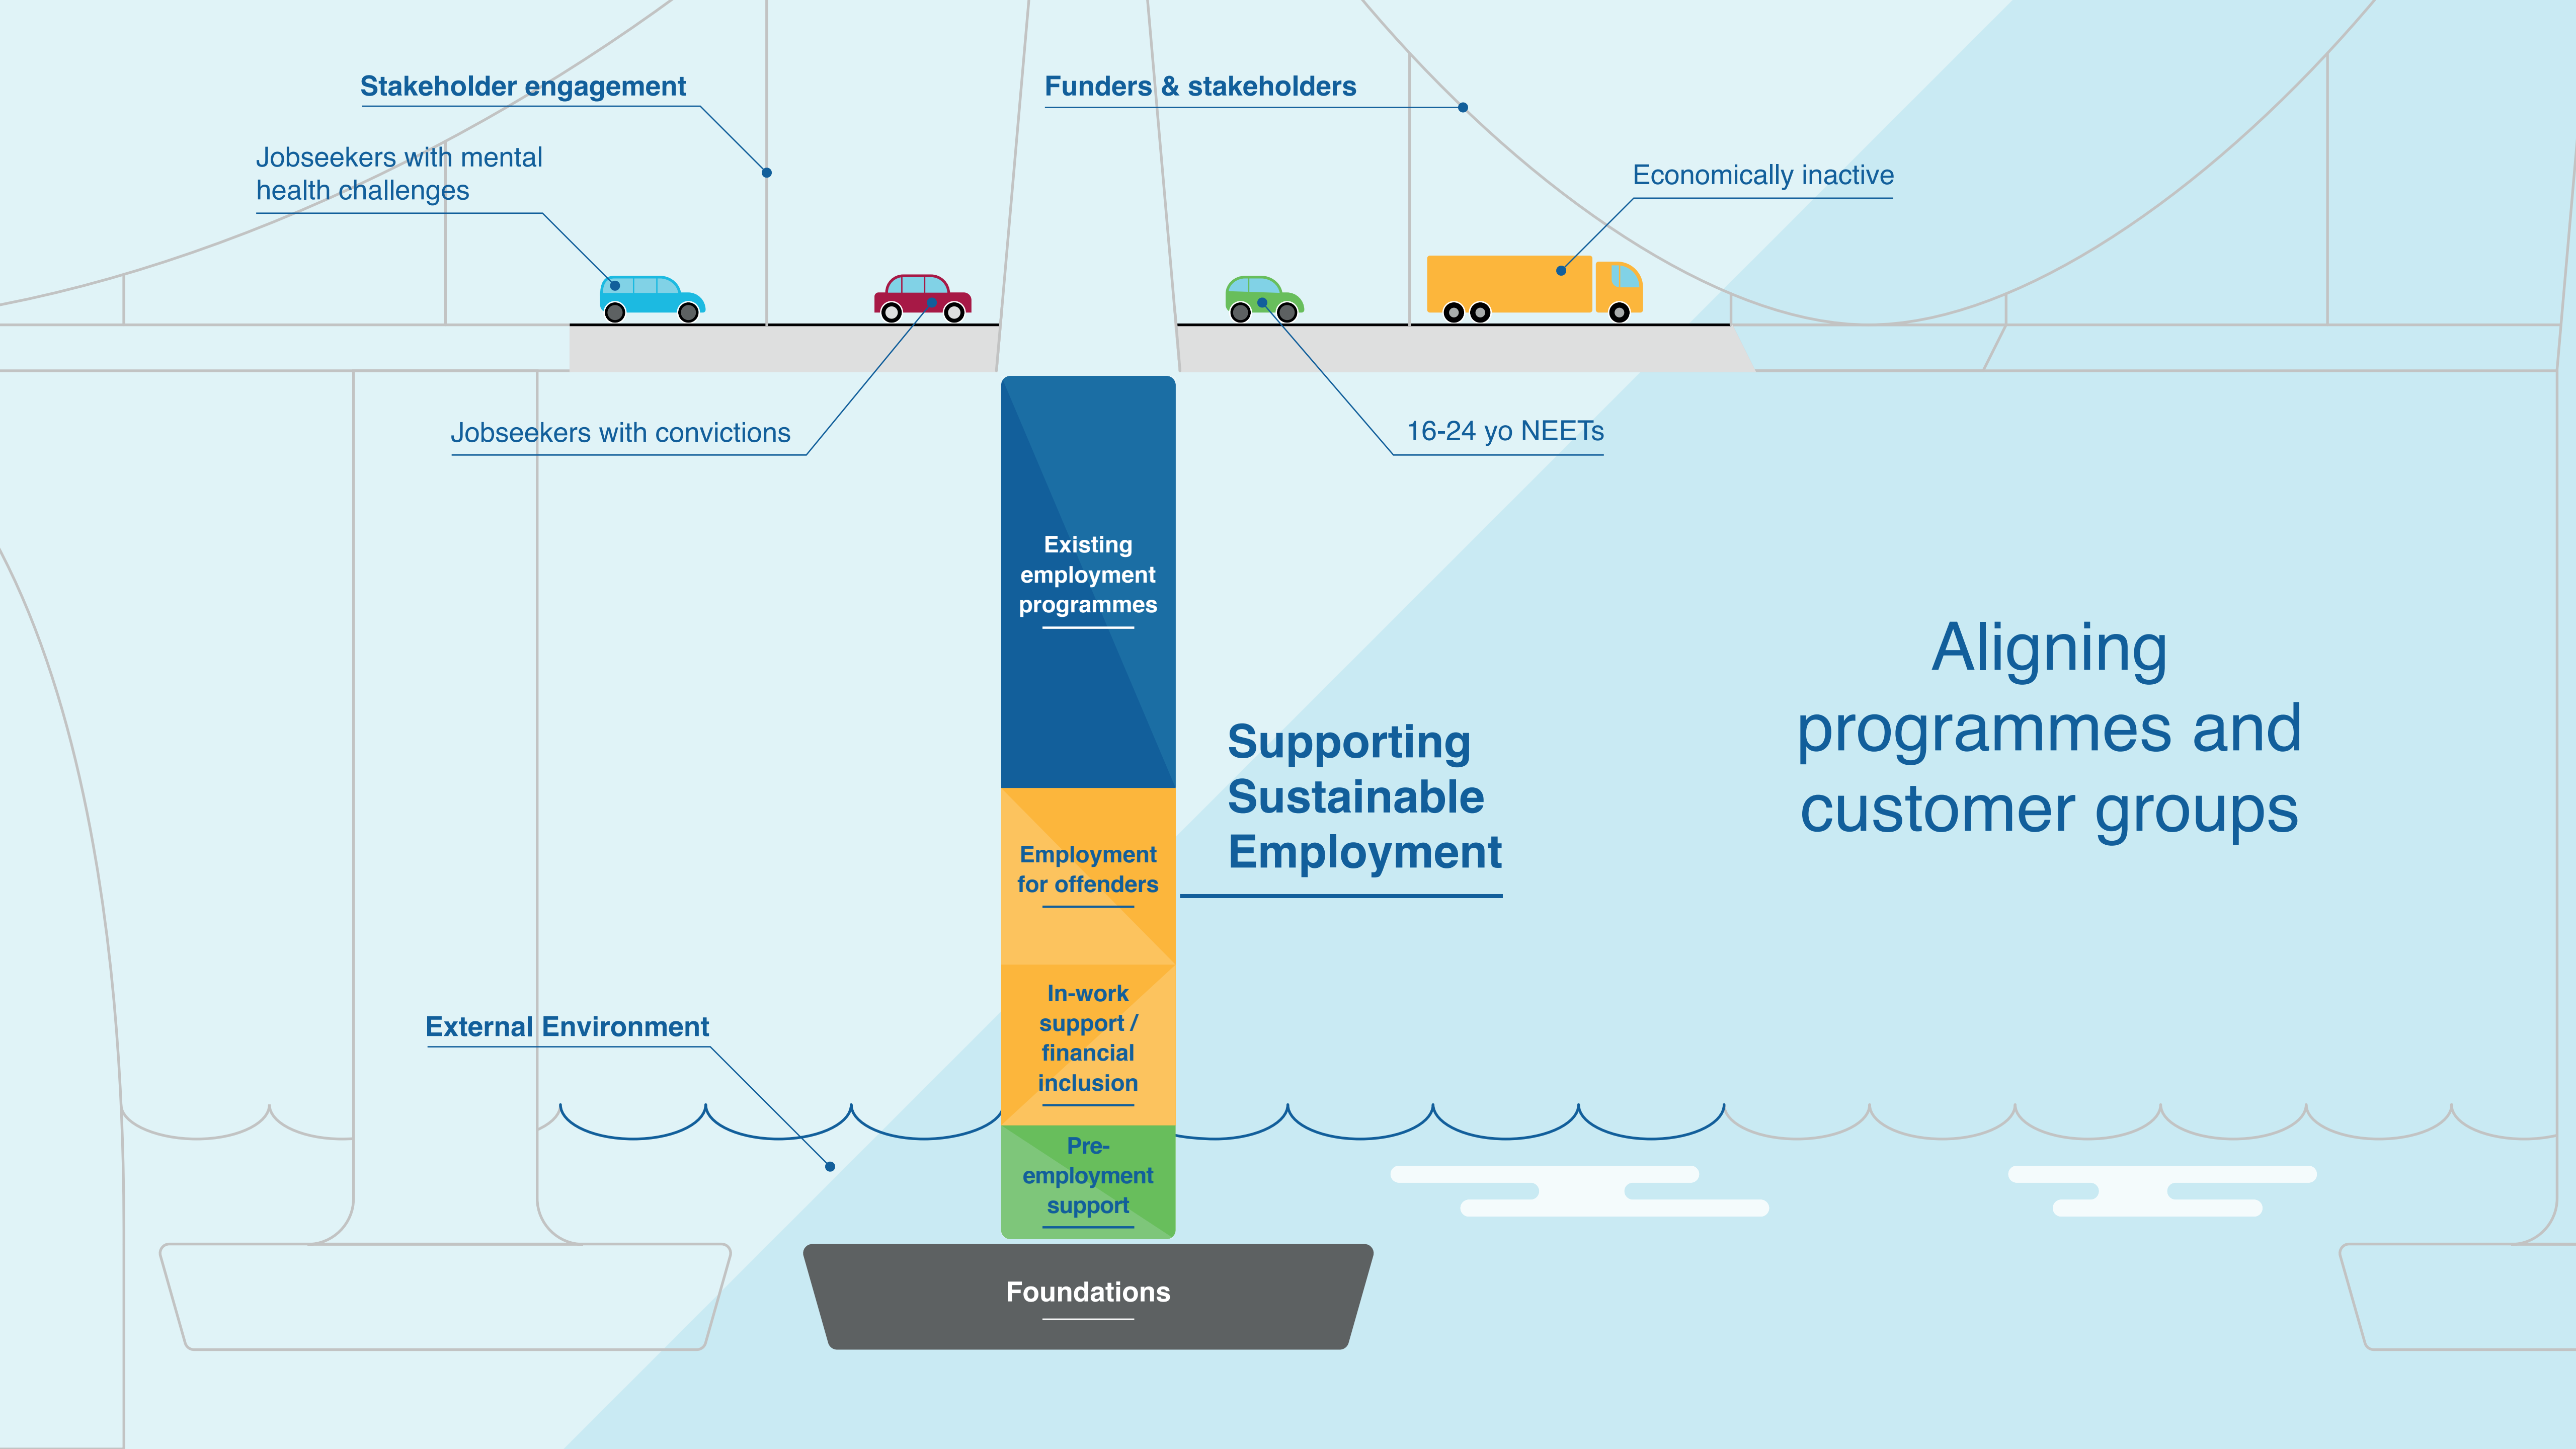 Stakeholder engagement
Funders & stakeholders
Jobseekers with mental
health challenges
Economically inactive
Jobseekers with convictions
16-24 yo NEETs
Existing
employment
programmes
Supporting
Sustainable
Employment
Aligning
programmes and
customer groups
Employment
for offenders
In-work
support /
financial
inclusion
External Environment
Pre-
employment
support
Foundations